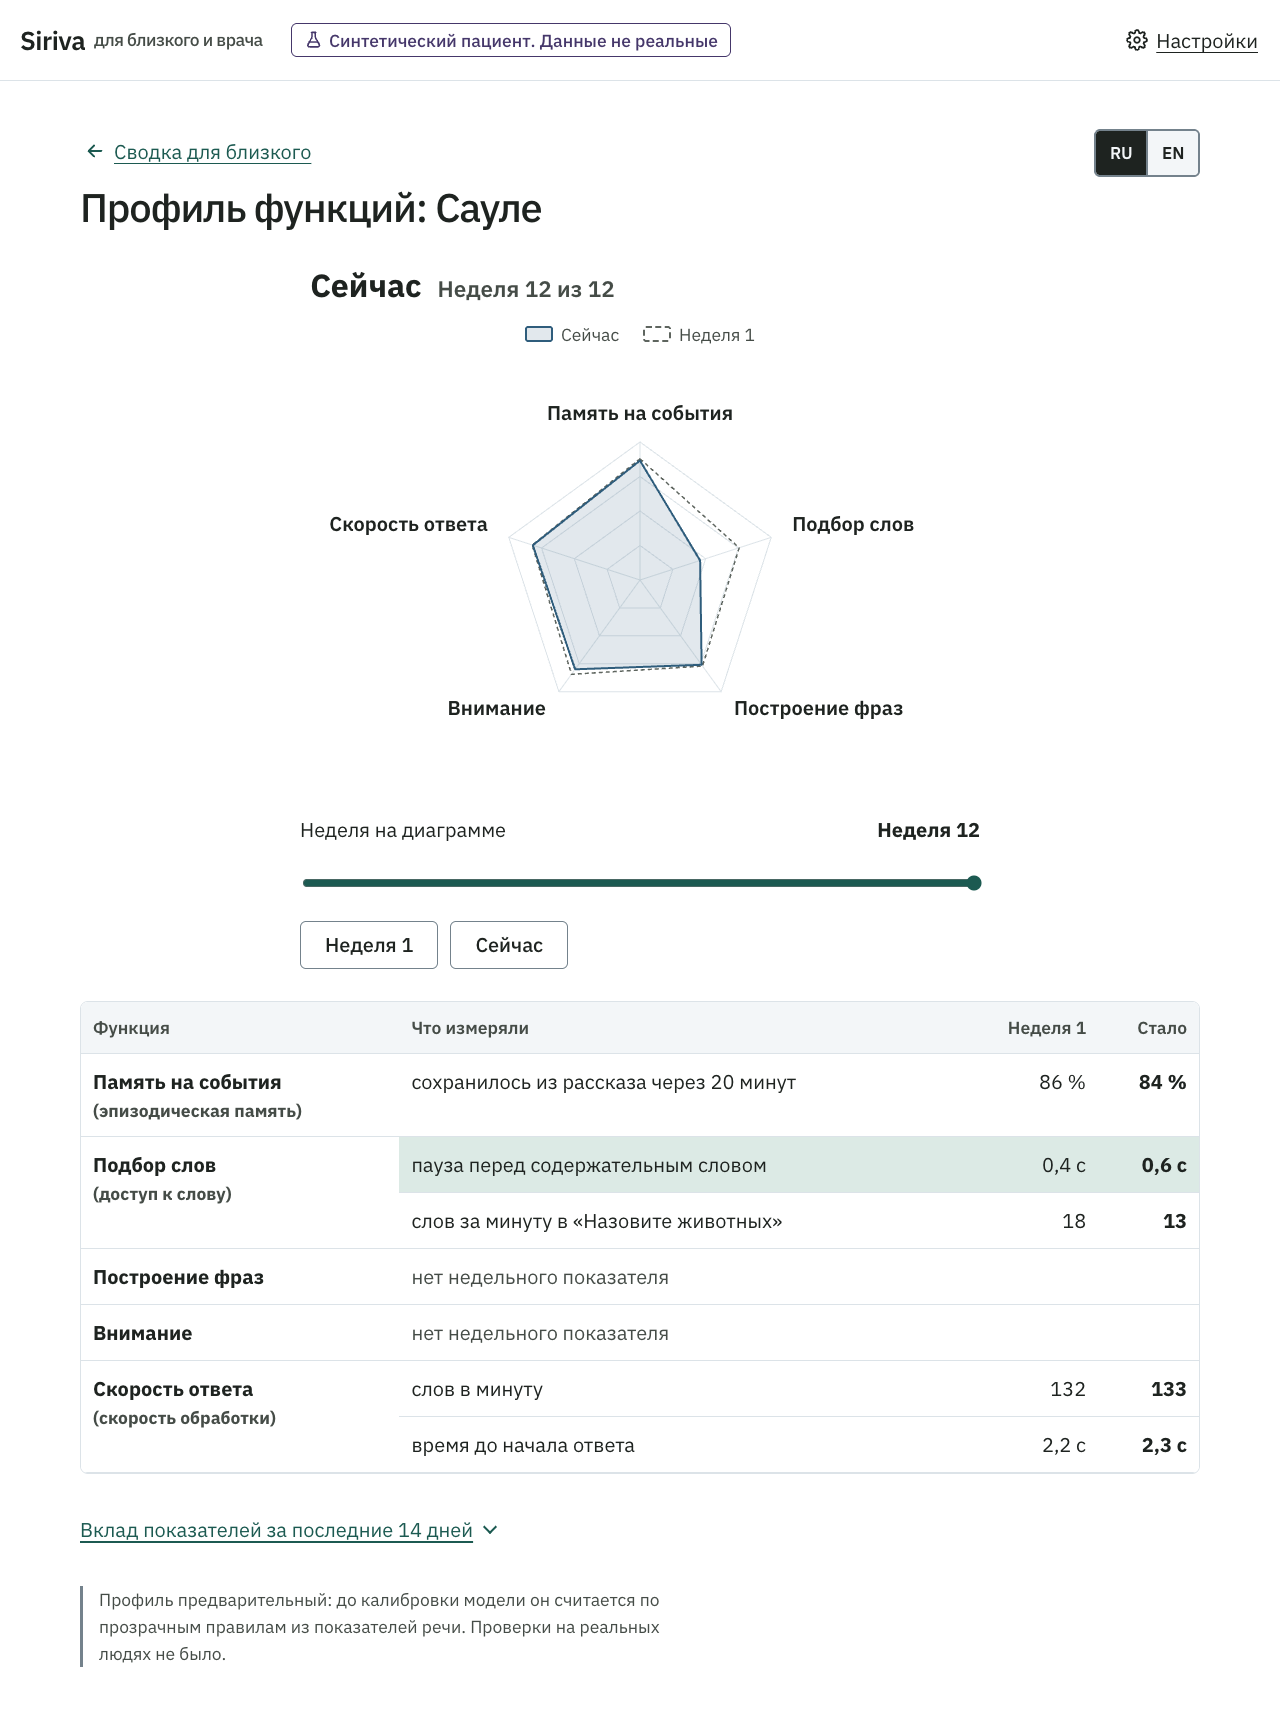 Siriva для близкого и врача
Синтетический пациент. Данные не реальные
Настройки
Сводка для близкого
RU EN
Профиль функций: Сауле
Сейчас Неделя 12 из 12
Сейчас Неделя 1
Память на события
Скорость ответа
Подбор слов
Внимание
Построение фраз
Неделя на диаграмме Неделя 12
Неделя 1 Сейчас
Функция Что измеряли Неделя 1 Стало
Память на события сохранилось из рассказа через 20 минут 86 % 84 %
(эпизодическая память)
Подбор слов пауза перед содержательным словом 0,4 с 0,6 с
(доступ к слову)
слов за минуту в «Назовите животных» 18 13
Построение фраз нет недельного показателя
Внимание нет недельного показателя
Скорость ответа слов в минуту 132 133
(скорость обработки)
время до начала ответа 2,2 с 2,3 с
Вклад показателей за последние 14 дней
Профиль предварительный: до калибровки модели он считается по
прозрачным правилам из показателей речи. Проверки на реальных
людях не было.